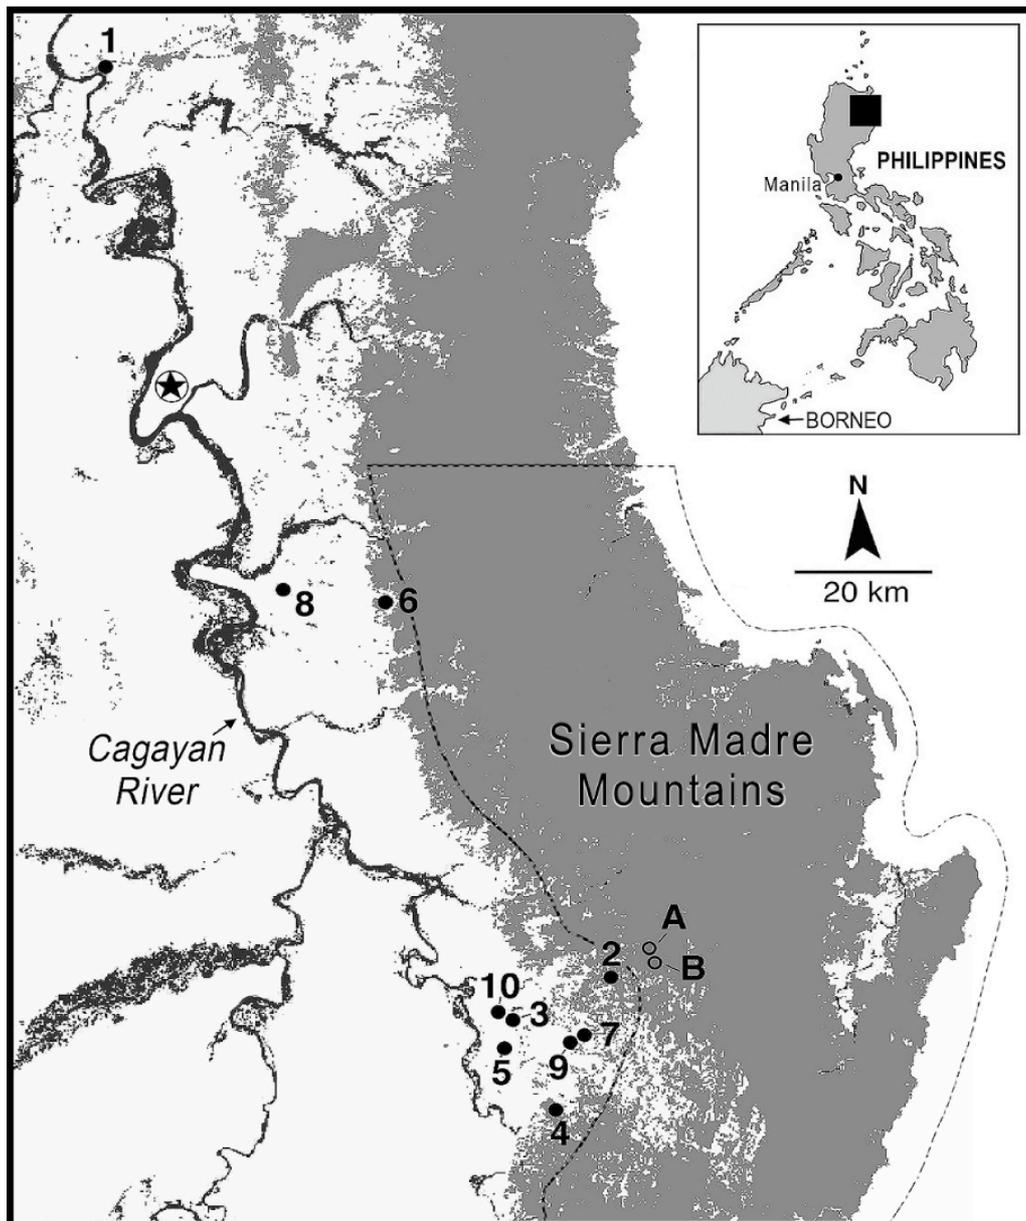 1
PHILIPPINES
Manila
BORNEO
N
20 km
8
6
Cagayan
River
Sierra Madre
Mountains
A
2
B
10
3
7
5
9
4